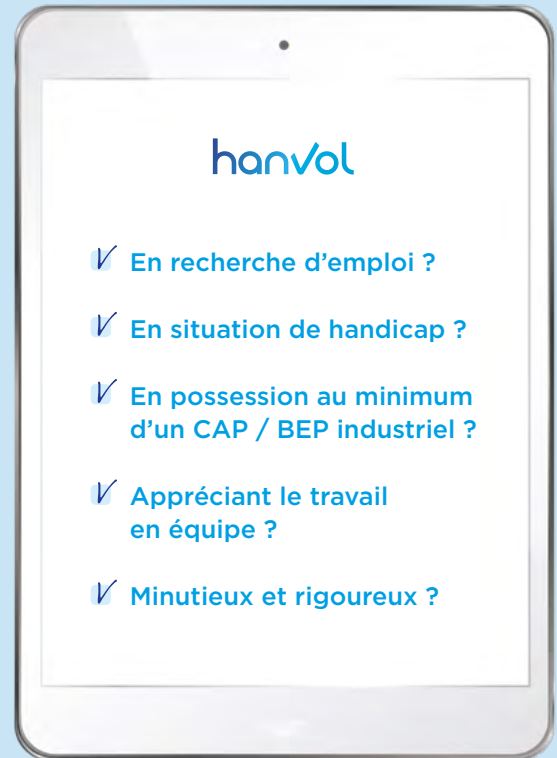 hanvol
En recherche d’emploi ?
En situation de handicap ?
En possession au minimum
d’un CAP / BEP industriel ?
Appréciant le travail
en équipe ?
Minutieux et rigoureux ?